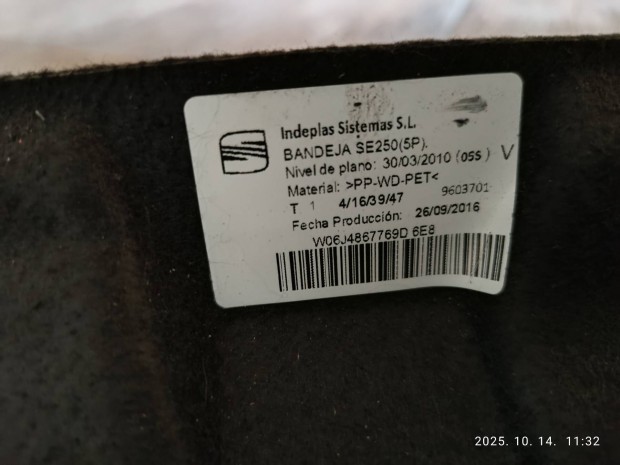 Indeplas Sistemas S.L.
BANDEJA SE250(5P).
Nivel de plano: 30/03/2010 (055) V
Material: >PP-WD-PET<
9603701
T 1 4/16/39/47
Fecha Producción: 26/09/2016
W06J4867769D 6E8
2025. 10. 14. 11:32